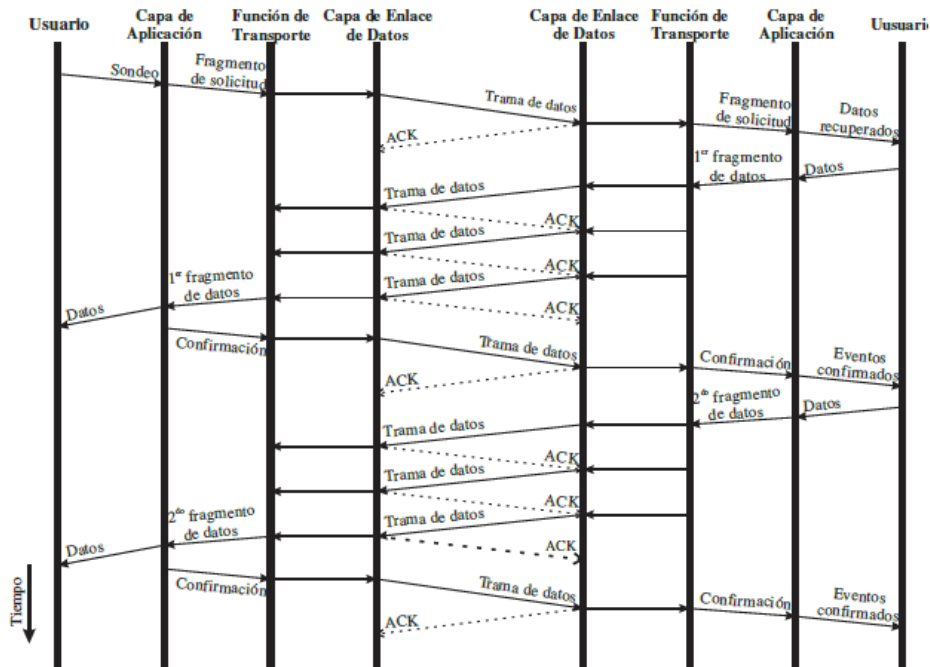 Usuario
Capa de
Aplicación
Función de
Transporte
Capa de Enlace
de Datos
Capa de Enlace
de Datos
Función de
Transporte
Capa de
Aplicación
Uusuario
Sondeo
Fragmento
de solicitud
Trama de datos
Fragmento
de solicitud
Datos
recuperados
ACK
1er fragmento
de datos
Datos
Trama de datos
ACK
Trama de datos
ACK
1er fragmento
de datos
Trama de datos
Datos
ACK
Confirmación
Trama de datos
Confirmación
Eventos
confirmados
ACK
2do fragmento
de datos
Datos
Trama de datos
ACK
Trama de datos
ACK
2do fragmento
de datos
Trama de datos
Datos
ACK
Confirmación
Trama de datos
Confirmación
Eventos
confirmados
ACK
Tiempo